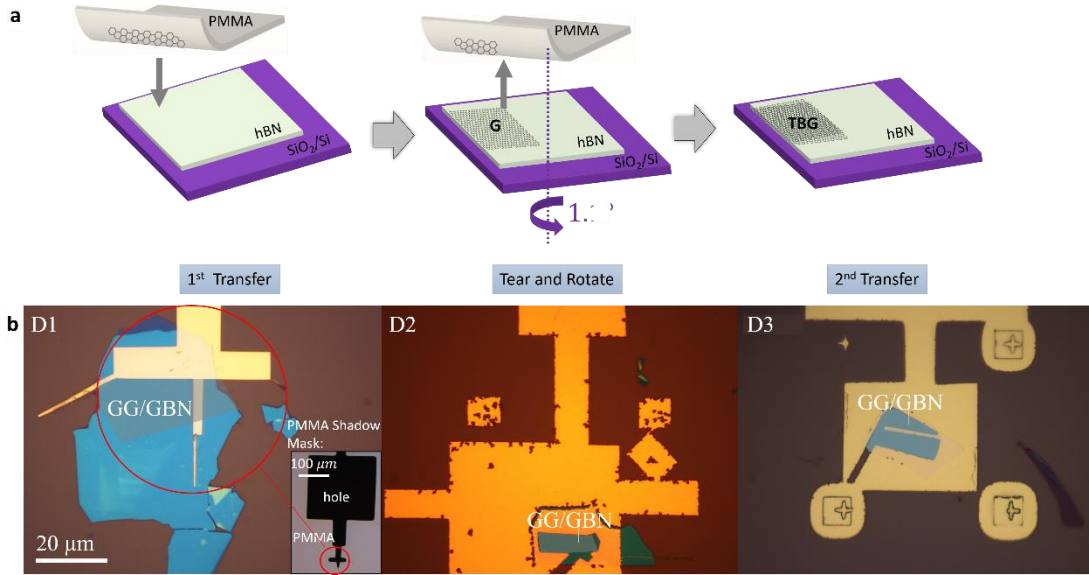 a
PMMA
hBN
SiO₂/Si
PMMA
G
hBN
SiO₂/Si
TBG
hBN
SiO₂/Si
1st Transfer
Tear and Rotate
2nd Transfer
b
D1
GG/GBN
20 μm
PMMA Shadow
Mask:
100 μm
hole
PMMA
D2
GG/GBN
D3
GG/GBN